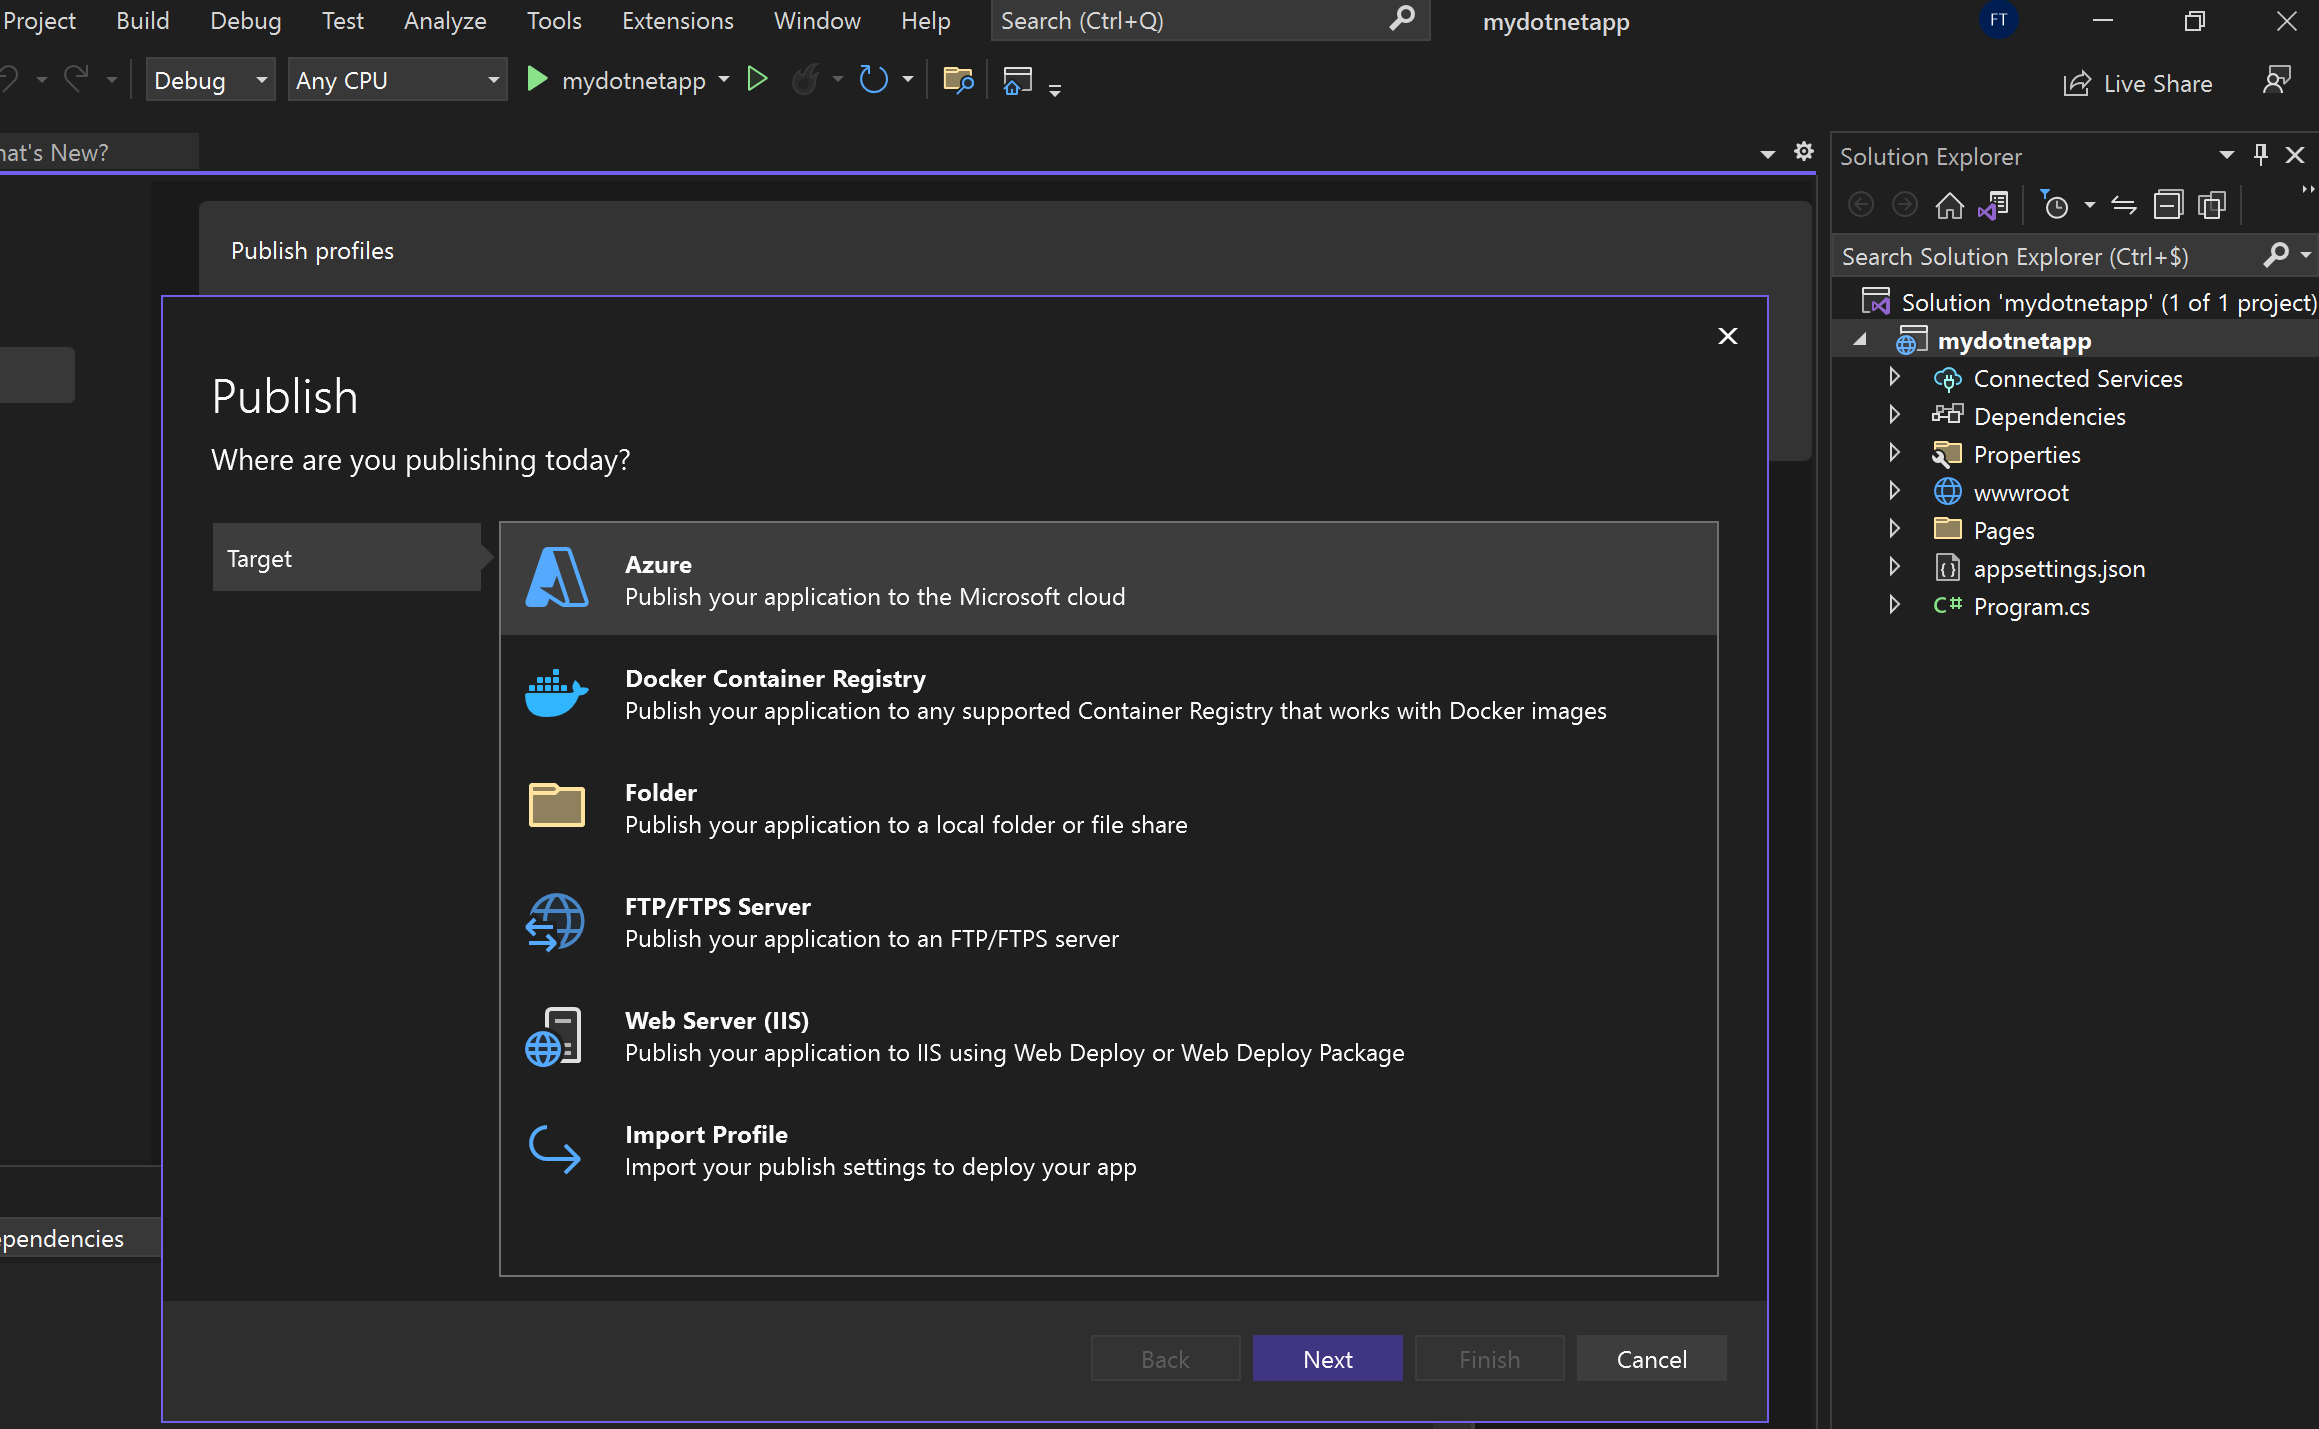 Project Build Debug Test Analyze Tools Extensions Window Help Search (Ctrl+Q) mydotnetapp FT
Debug Any CPU mydotnetapp Live Share
hat's New?
Publish profiles
Publish
Where are you publishing today?
Target
Azure
Publish your application to the Microsoft cloud
Docker Container Registry
Publish your application to any supported Container Registry that works with Docker images
Folder
Publish your application to a local folder or file share
FTP/FTPS Server
Publish your application to an FTP/FTPS server
Web Server (IIS)
Publish your application to IIS using Web Deploy or Web Deploy Package
Import Profile
Import your publish settings to deploy your app
Back Next Finish Cancel
ependencies
Solution Explorer
Search Solution Explorer (Ctrl+$)
Solution 'mydotnetapp' (1 of 1 project)
mydotnetapp
Connected Services
Dependencies
Properties
wwwroot
Pages
{} appsettings.json
C# Program.cs